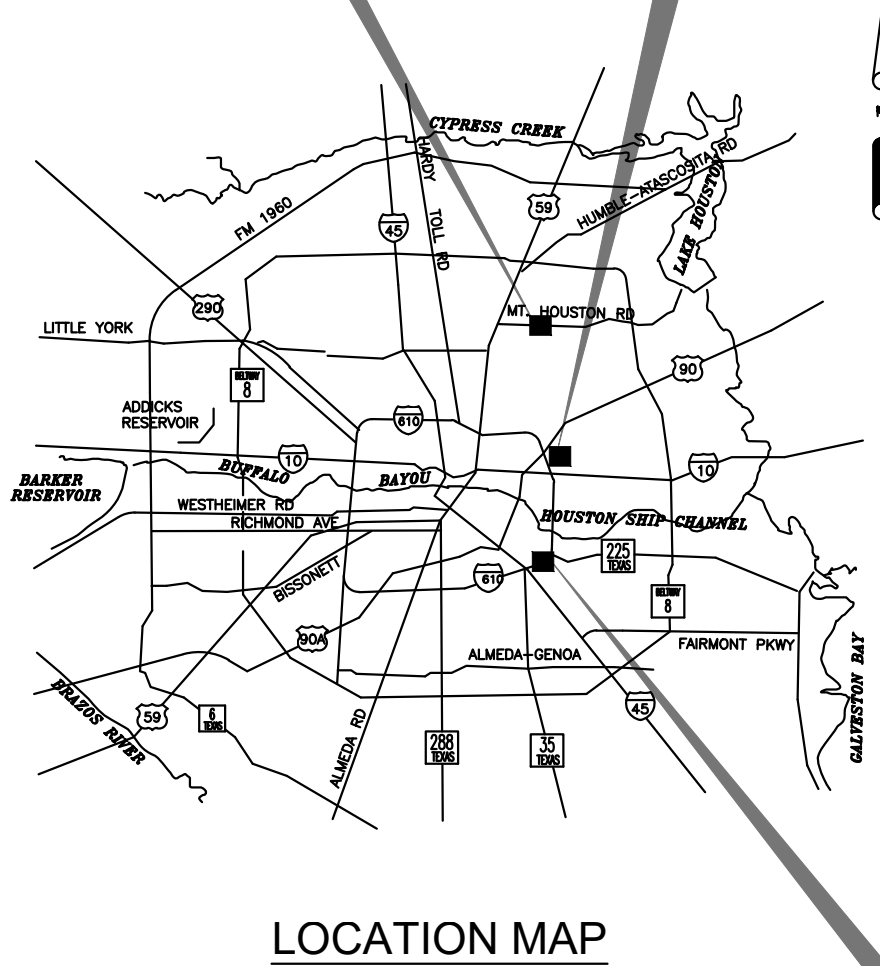 CYPRESS CREEK
HARDY TOLL RD
HUMBLE-ATASCOSITA RD
LAKE HOUSTON
FM 1960
45
59
290
MT. HOUSTON RD
LITTLE YORK
90
BELTWAY
8
ADDICKS
RESERVOIR
610
10
10
BUFFALO BAYOU
BARKER
RESERVOIR
WESTHEIMER RD
RICHMOND AVE
HOUSTON SHIP CHANNEL
225
TEXAS
BISSONETT
610
BELTWAY
8
90A
FAIRMONT PKWY
ALMEDA-GENOA
GALVESTON BAY
BRAZOS RIVER
59
6
TEXAS
45
ALMEDA RD
288
TEXAS
35
TEXAS
LOCATION MAP